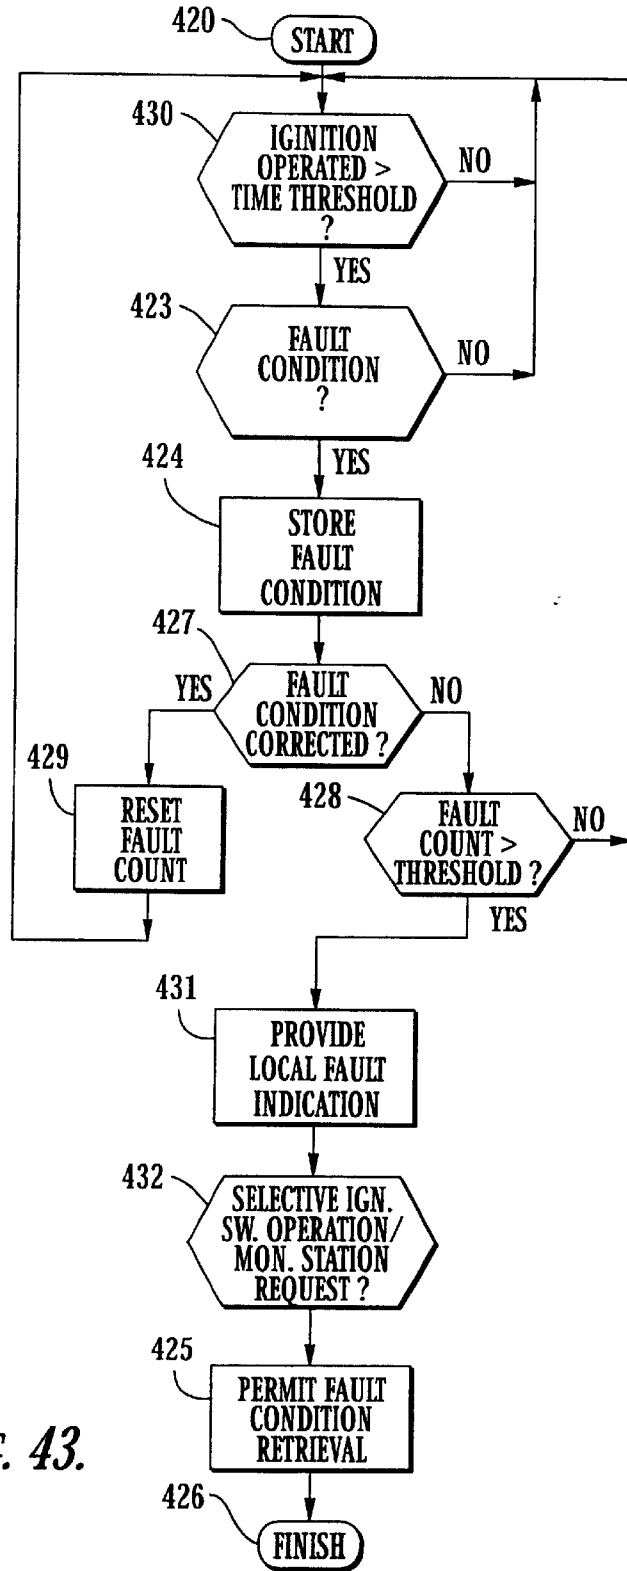 420
START
430
IGINITION
OPERATED >
TIME THRESHOLD
?
NO
YES
423
FAULT
CONDITION
?
NO
YES
424
STORE
FAULT
CONDITION
427
YES
FAULT
CONDITION
CORRECTED ?
NO
429
RESET
FAULT
COUNT
428
FAULT
COUNT >
THRESHOLD ?
NO
YES
431
PROVIDE
LOCAL FAULT
INDICATION
432
SELECTIVE IGN.
SW. OPERATION/
MON. STATION
REQUEST ?
425
PERMIT FAULT
CONDITION
RETRIEVAL
43.
426
FINISH